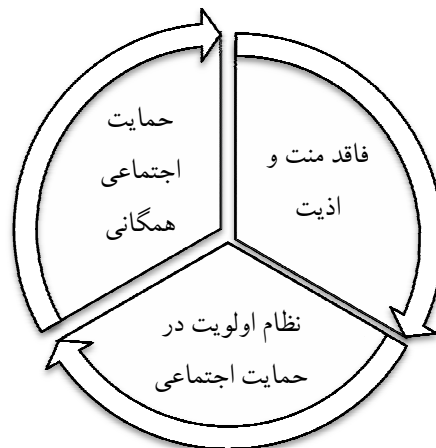 حمایت
اجتماعی
همگانی
فاقد منت و
اذیت
نظام اولویت در
حمایت اجتماعی